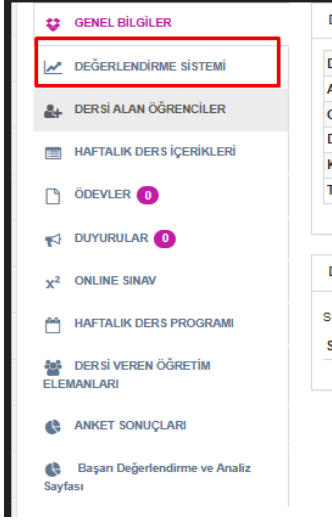 GENEL BİLGİLER
DEĞERLENDİRME SİSTEMİ
DERSİ ALAN ÖĞRENCİLER
HAFTALIK DERS İÇERİKLERİ
ÖDEVLER 0
DUYURULAR 0
x² ONLINE SINAV
HAFTALIK DERS PROGRAMI
DERSİ VEREN ÖĞRETİM
ELEMANLARI
ANKET SONUÇLARI
Başarı Değerlendirme ve Analiz
Sayfası